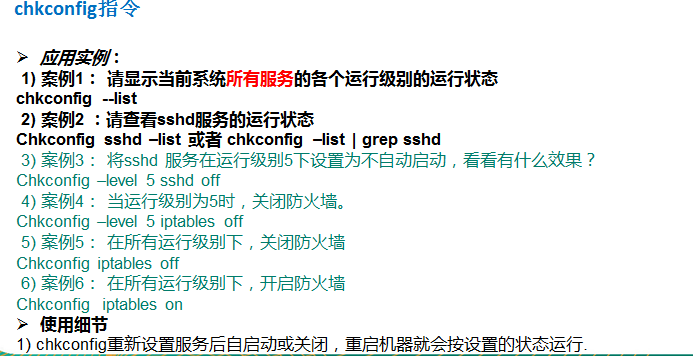 chkconfig指令
➢ 应用实例：
1) 案例1： 请显示当前系统所有服务的各个运行级别的运行状态
chkconfig --list
2) 案例2 ：请查看sshd服务的运行状态
Chkconfig sshd –list 或者 chkconfig –list | grep sshd
3) 案例3： 将sshd 服务在运行级别5下设置为不自动启动，看看有什么效果？
Chkconfig –level 5 sshd off
4) 案例4： 当运行级别为5时，关闭防火墙。
Chkconfig –level 5 iptables off
5) 案例5： 在所有运行级别下，关闭防火墙
Chkconfig iptables off
6) 案例6： 在所有运行级别下，开启防火墙
Chkconfig iptables on
➢ 使用细节
1) chkconfig重新设置服务后自启动或关闭，重启机器就会按设置的状态运行.